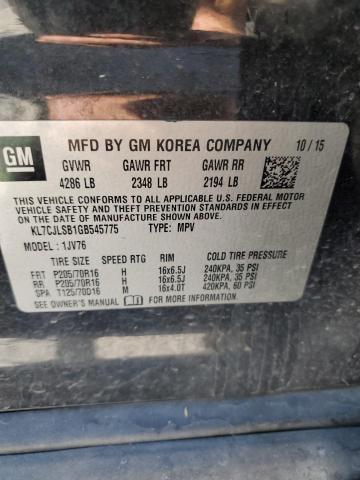 GM
MFD BY GM KOREA COMPANY 10/15
GVWR GAWR FRT GAWR RR
4286 LB 2348 LB 2194 LB
THIS VEHICLE CONFORMS TO ALL APPLICABLE U.S. FEDERAL MOTOR
VEHICLE SAFETY, BUMPER, AND THEFT PREVENTION STANDARDS IN
EFFECT ON THE DATE OF MANUFACTURE SHOWN ABOVE.
KL7CJLSB1GB545775 TYPE: MPV
MODEL: 1JV76
TIRE SIZE SPEED RTG RIM COLD TIRE PRESSURE
FRT P205/70R16 H 16x6.5J 240KPA, 35 PSI
RR P205/70R16 H 16x6.5J 240KPA, 35 PSI
SPA T125/70D16 M 16x4.0T 420KPA, 60 PSI
SEE OWNER'S MANUAL FOR MORE INFORMATION.